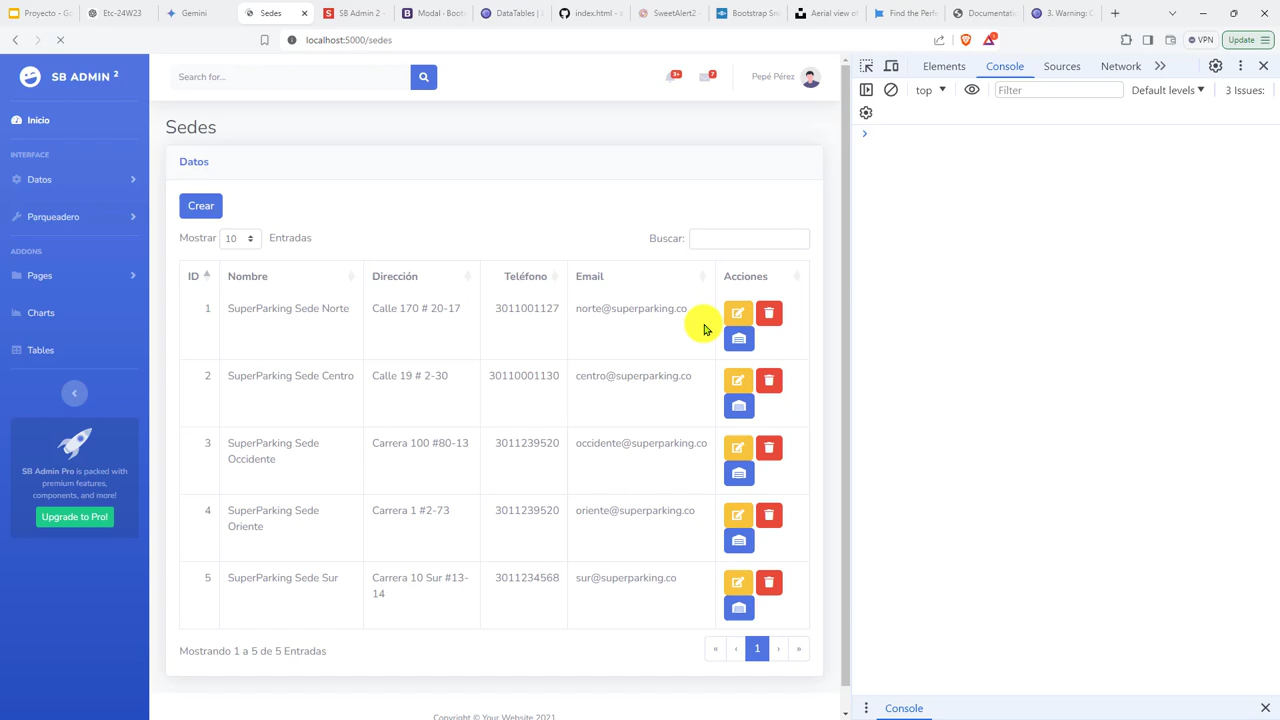 Proyecto - G
Etc-24W23
Gemini
Sedes
SB Admin 2 -
Modal · Boots
DataTables |
index.html - a
SweetAlert2
Bootstrap Sni
Aerial view of
Find the Perfe
Documentati
3. Warning: C
localhost:5000/sedes
VPN
Update
SB ADMIN 2
Search for...
3+
7
Pepé Pérez
Elements
Console
Sources
Network
top
Filter
Default levels
3 Issues:
Inicio
INTERFACE
Datos
Parqueadero
ADDONS
Pages
Charts
Tables
SB Admin Pro is packed with
premium features,
components, and more!
Upgrade to Pro!
Sedes
Datos
Crear
Mostrar 10 Entradas
Buscar:
ID Nombre Dirección Teléfono Email Acciones
1 SuperParking Sede Norte Calle 170 # 20-17 3011001127 norte@superparking.co
2 SuperParking Sede Centro Calle 19 # 2-30 30110001130 centro@superparking.co
3 SuperParking Sede Carrera 100 #80-13 3011239520 occidente@superparking.co
Occidente
4 SuperParking Sede Carrera 1 #2-73 3011239520 oriente@superparking.co
Oriente
5 SuperParking Sede Sur Carrera 10 Sur #13- 3011234568 sur@superparking.co
14
Mostrando 1 a 5 de 5 Entradas
« ‹ 1 › »
Copyright © Your Website 2021
Console